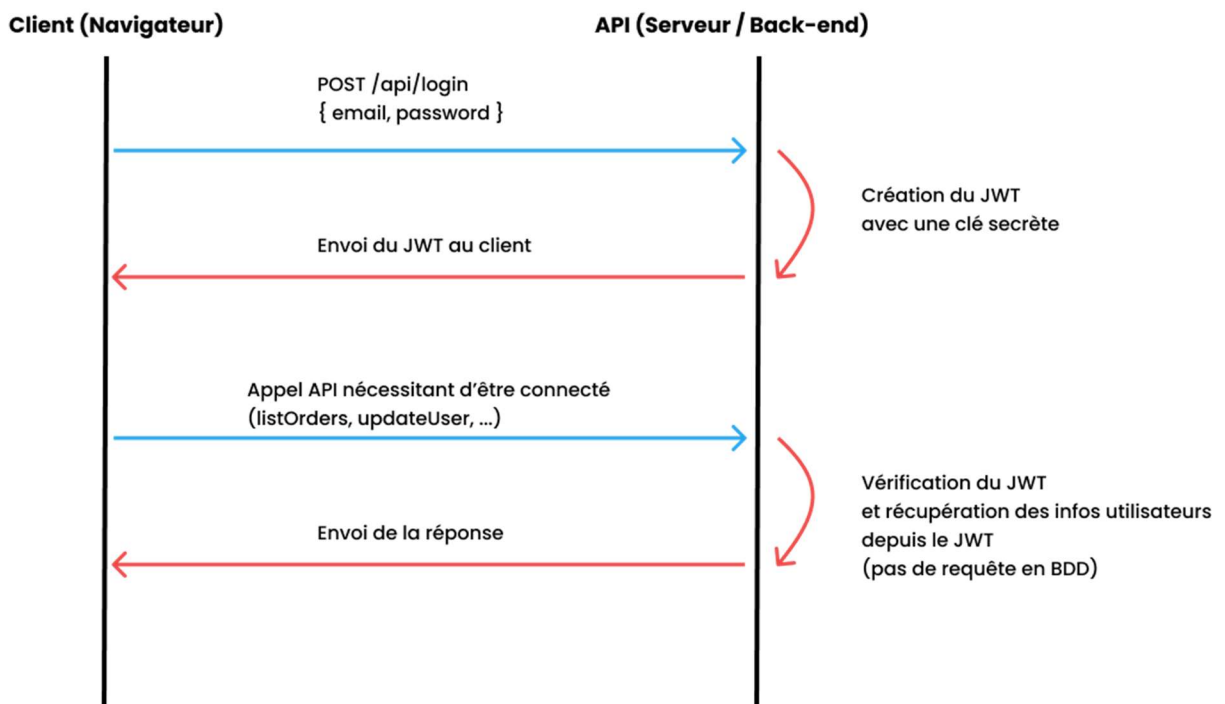 Client (Navigateur)
API (Serveur / Back-end)
POST /api/login
{ email, password }
Création du JWT
avec une clé secrète
Envoi du JWT au client
Appel API nécessitant d'être connecté
(listOrders, updateUser, ...)
Vérification du JWT
et récupération des infos utilisateurs
depuis le JWT
(pas de requête en BDD)
Envoi de la réponse